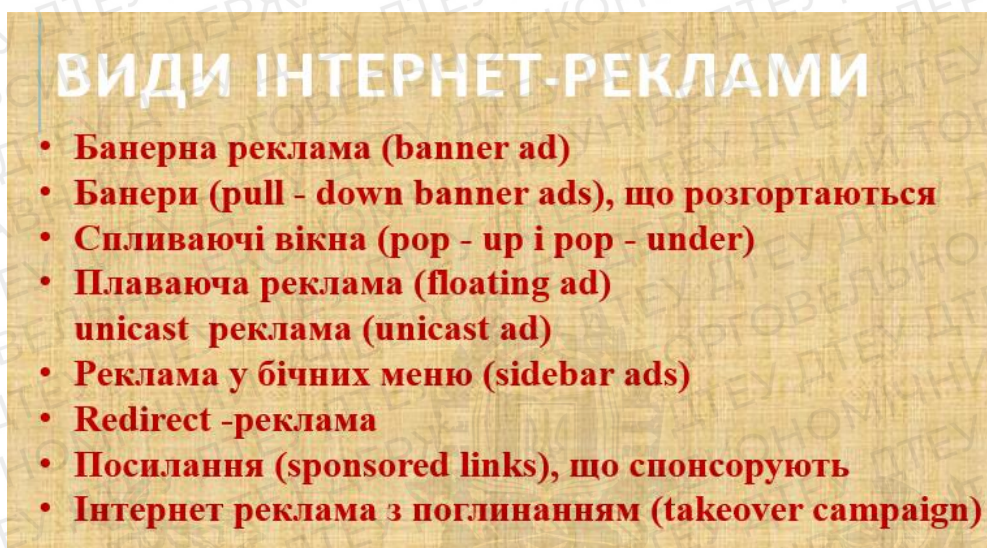 ВИДИ ІНТЕРНЕТ-РЕКЛАМИ
• Банерна реклама (banner ad)
• Банери (pull - down banner ads), що розгортаються
• Спливаючі вікна (pop - up і pop - under)
• Плаваюча реклама (floating ad)
unicast реклама (unicast ad)
• Реклама у бічних меню (sidebar ads)
• Redirect -реклама
• Посилання (sponsored links), що спонсорують
• Інтернет реклама з поглинанням (takeover campaign)